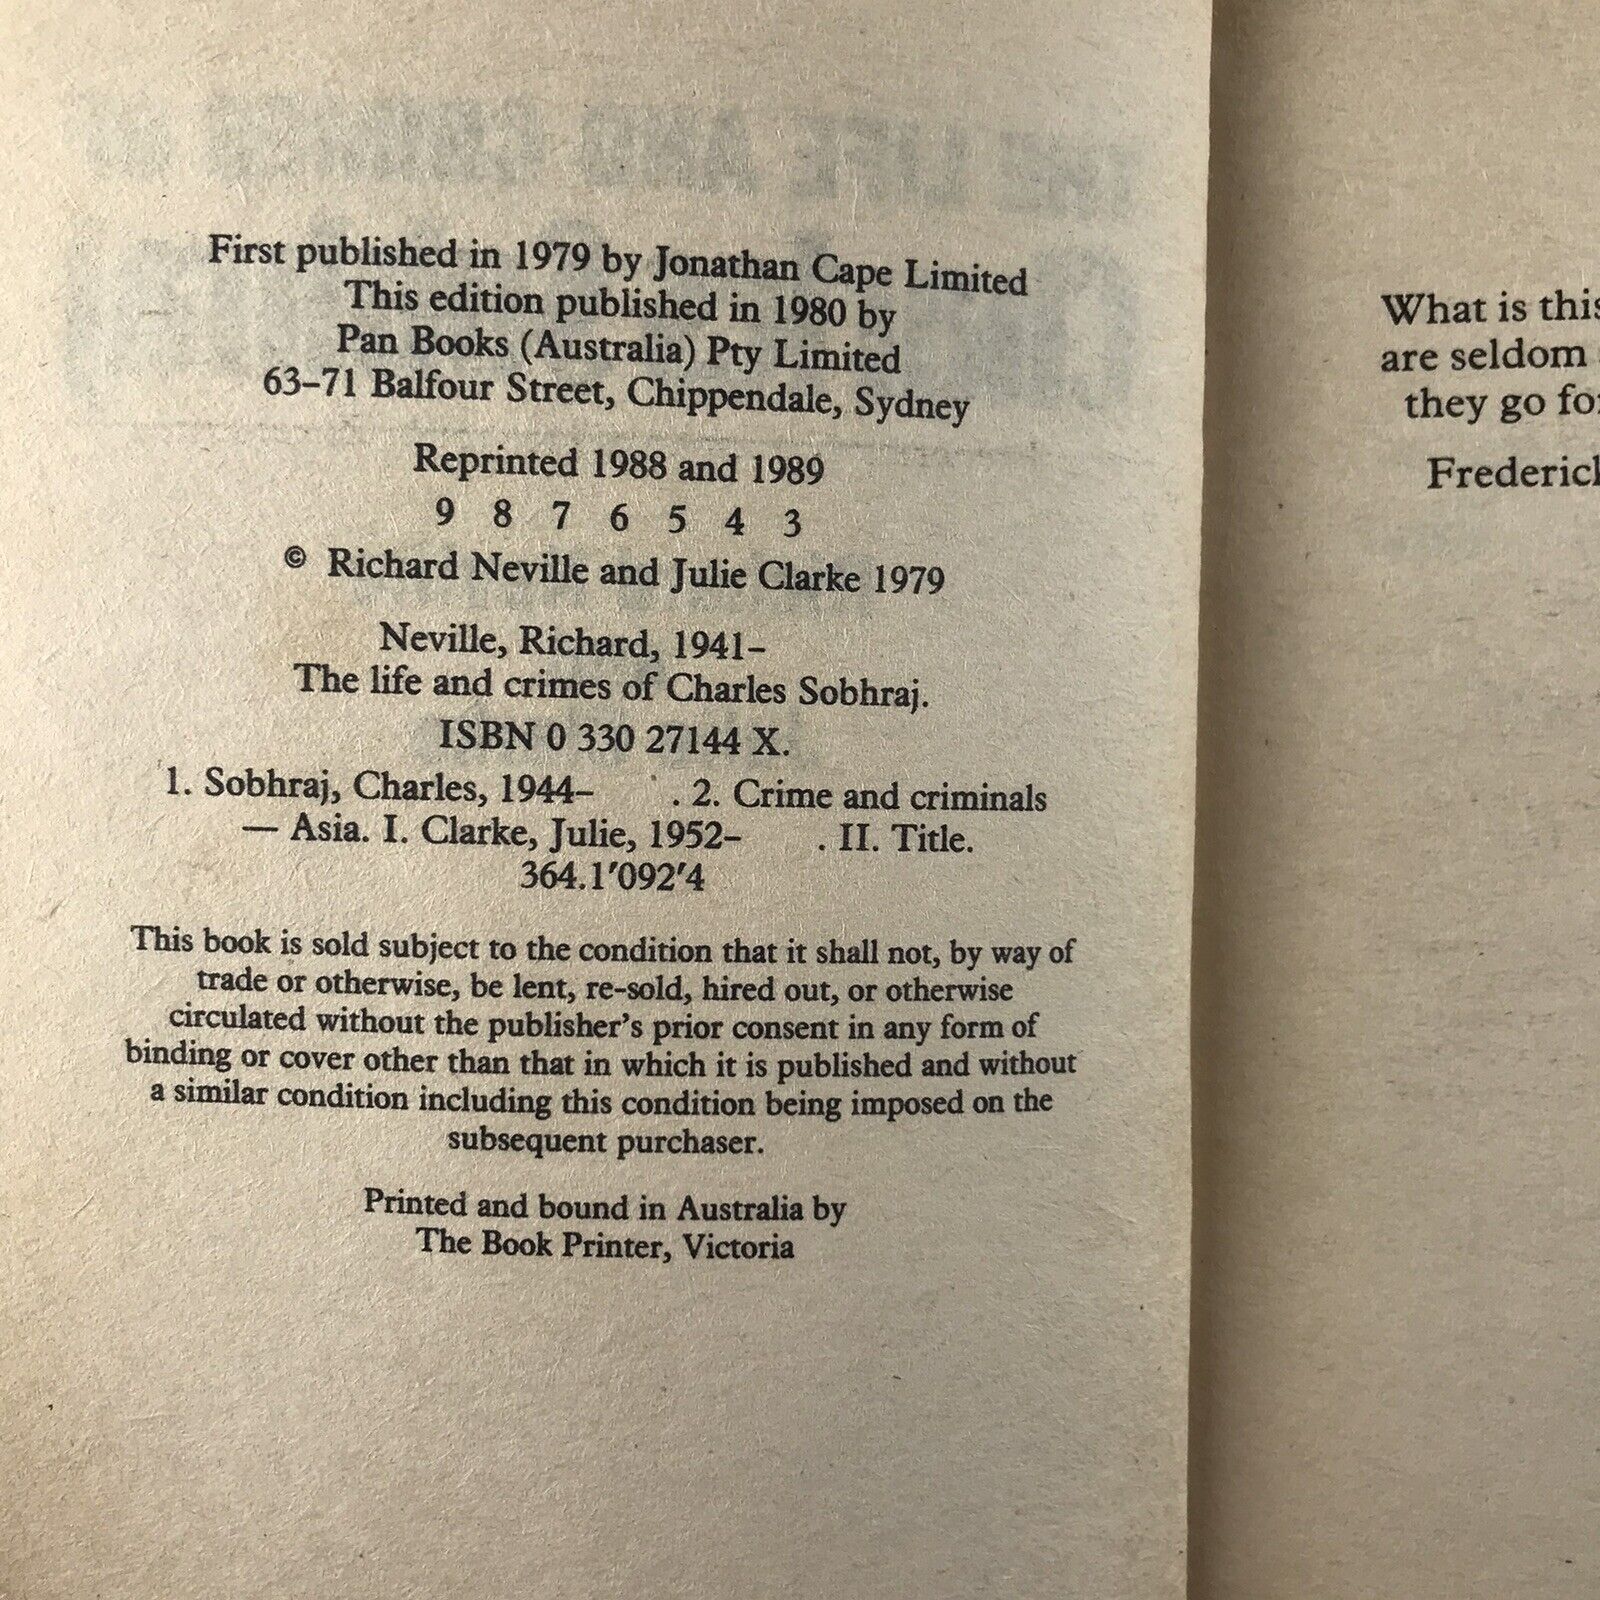 First published in 1979 by Jonathan Cape Limited
This edition published in 1980 by
Pan Books (Australia) Pty Limited
63–71 Balfour Street, Chippendale, Sydney
Reprinted 1988 and 1989
9 8 7 6 5 4 3
© Richard Neville and Julie Clarke 1979
Neville, Richard, 1941–
The life and crimes of Charles Sobhraj.
ISBN 0 330 27144 X.
1. Sobhraj, Charles, 1944– . 2. Crime and criminals
— Asia. I. Clarke, Julie, 1952– . II. Title.
364.1′092′4
This book is sold subject to the condition that it shall not, by way of
trade or otherwise, be lent, re-sold, hired out, or otherwise
circulated without the publisher's prior consent in any form of
binding or cover other than that in which it is published and without
a similar condition including this condition being imposed on the
subsequent purchaser.
Printed and bound in Australia by
The Book Printer, Victoria
What is this
are seldom
they go
Frederick